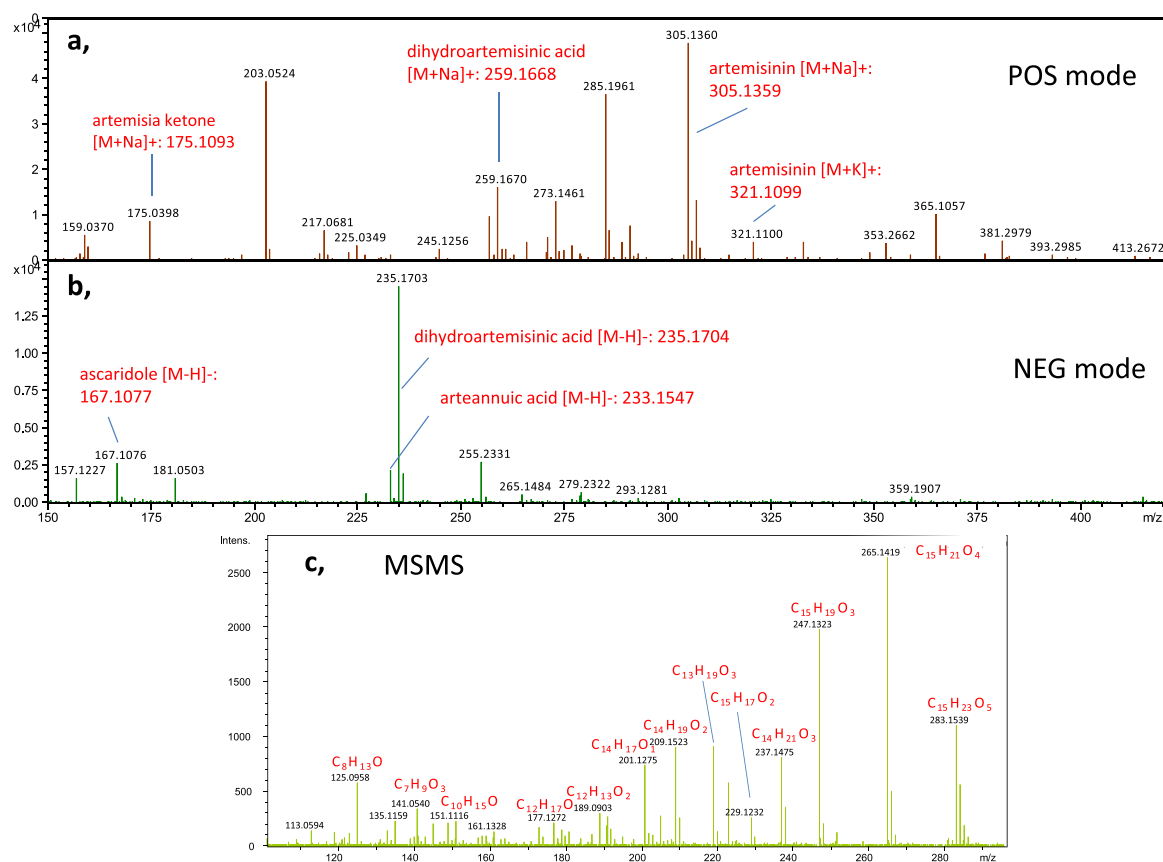 0
x10⁴
a,
305.1360
dihydroartemisinic acid
[M+Na]+: 259.1668
artemisinin [M+Na]+:
305.1359
POS mode
203.0524
285.1961
4
artemisia ketone
[M+Na]+: 175.1093
3
artemisinin [M+K]+:
321.1099
2
259.1670
273.1461
365.1057
1
159.0370
175.0398
217.0681
225.0349
245.1256
321.1100
353.2662
381.2979
393.2985
413.2672
0
x10⁴
b,
235.1703
1.25
dihydroartemisinic acid [M-H]-: 235.1704
NEG mode
1.00
ascaridole [M-H]-:
167.1077
arteannuic acid [M-H]-: 233.1547
0.75
0.50
157.1227
167.1076
181.0503
255.2331
0.25
265.1484
279.2322
293.1281
359.1907
0.00
150 175 200 225 250 275 300 325 350 375 400 m/z
Intens.
c,
MSMS
265.1419
C₁₅H₂₁O₄
2500
C₁₅H₁₉O₃
247.1323
2000
C₁₃H₁₉O₃
C₁₅H₁₇O₂
1500
C₁₅H₂₃O₅
283.1539
C₁₄H₁₉O₂
209.1523
C₁₄H₂₁O₃
237.1475
1000
C₁₄H₁₇O₁
201.1275
C₈H₁₃O
125.0958
C₇H₉O₃
141.0540
C₁₀H₁₅O
151.1116
C₁₂H₁₇O
177.1272
C₁₂H₁₃O₂
189.0903
229.1232
500
113.0594
135.1159
161.1328
0
120 140 160 180 200 220 240 260 280 m/z